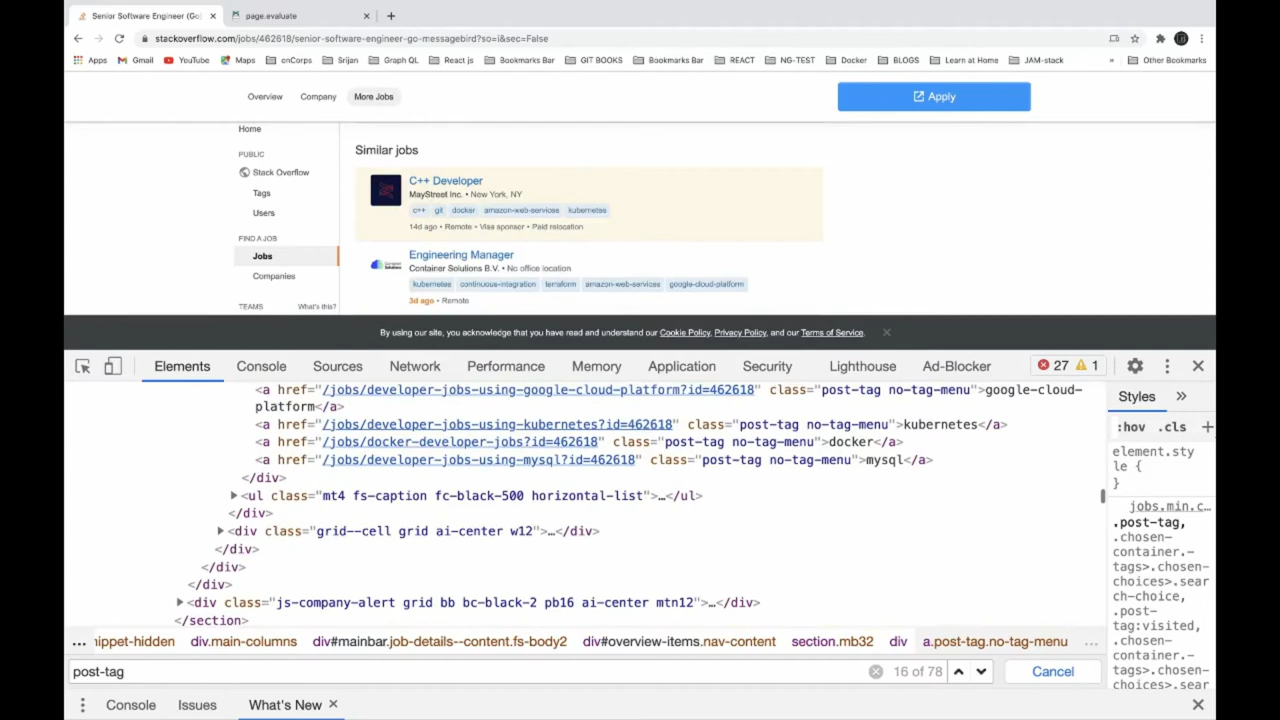 Senior Software Engineer (Go)
page.evaluate
stackoverflow.com/jobs/462618/senior-software-engineer-go-messagebird?so=i&sec=False
Apps Gmail YouTube Maps onCorps Srijan Graph QL React js Bookmarks Bar GIT BOOKS Bookmarks Bar REACT NG-TEST Docker BLOGS Learn at Home JAM-stack » Other Bookmarks
Overview Company More Jobs Apply
Home
PUBLIC
Stack Overflow
Tags
Users
FIND A JOB
Jobs
Companies
TEAMS What's this?
Similar jobs
C++ Developer
MayStreet Inc. • New York, NY
c++ git docker amazon-web-services kubernetes
14d ago • Remote • Visa sponsor • Paid relocation
Engineering Manager
Container Solutions B.V. • No office location
kubernetes continuous-integration terraform amazon-web-services google-cloud-platform
3d ago • Remote
By using our site, you acknowledge that you have read and understand our Cookie Policy, Privacy Policy, and our Terms of Service.
Elements Console Sources Network Performance Memory Application Security Lighthouse Ad-Blocker 27 1
<a href="/jobs/developer-jobs-using-google-cloud-platform?id=462618" class="post-tag no-tag-menu">google-cloud-
platform</a>
<a href="/jobs/developer-jobs-using-kubernetes?id=462618" class="post-tag no-tag-menu">kubernetes</a>
<a href="/jobs/docker-developer-jobs?id=462618" class="post-tag no-tag-menu">docker</a>
<a href="/jobs/developer-jobs-using-mysql?id=462618" class="post-tag no-tag-menu">mysql</a>
</div>
<ul class="mt4 fs-caption fc-black-500 horizontal-list">…</ul>
</div>
<div class="grid--cell grid ai-center w12">…</div>
</div>
</div>
</div>
<div class="js-company-alert grid bb bc-black-2 pb16 ai-center mtn12">…</div>
</section>
Styles »
:hov .cls +
element.sty
le {
}
jobs.min.c…
.post-tag,
.chosen-
container.-
tags>.chosen-
choices>.sear
ch-choice,
.post-
tag:visited,
.chosen-
container.-
tags>.chosen-
choices>.sear
… nippet-hidden div.main-columns div#mainbar.job-details--content.fs-body2 div#overview-items.nav-content section.mb32 div a.post-tag.no-tag-menu …
post-tag 16 of 78 Cancel
Console Issues What's New